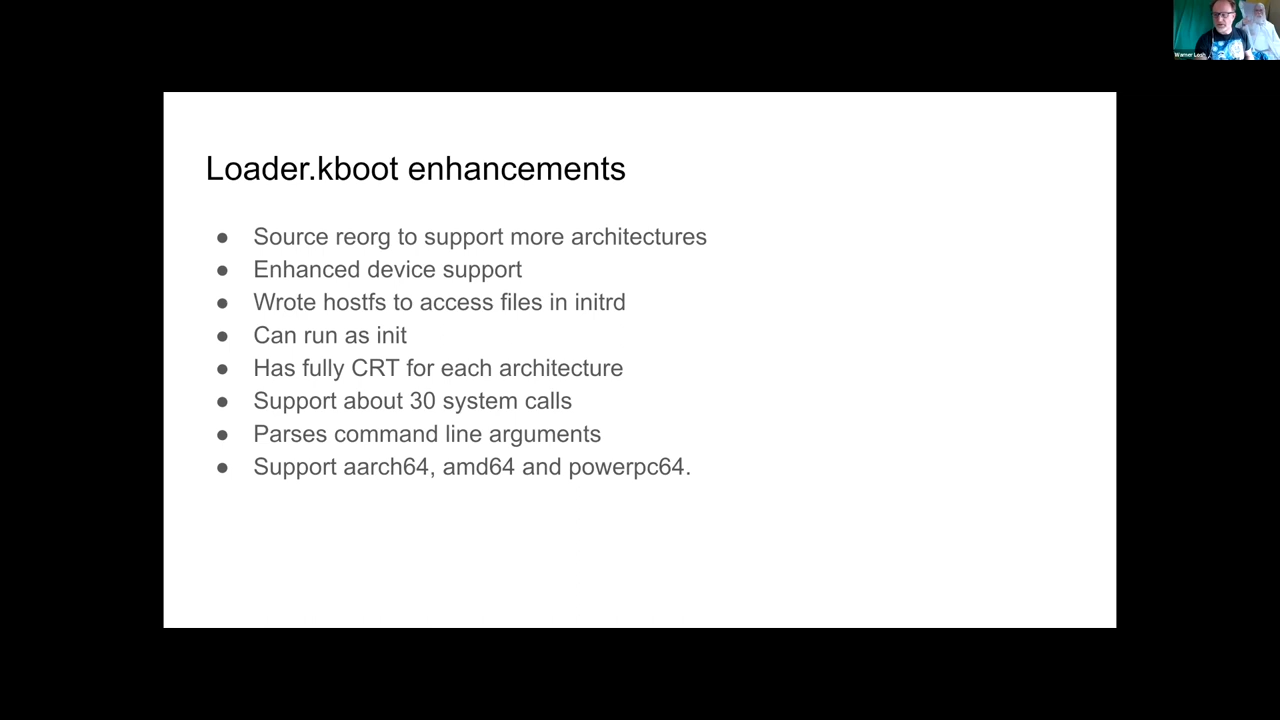 Warner Losh
Loader.kboot enhancements
● Source reorg to support more architectures
● Enhanced device support
● Wrote hostfs to access files in initrd
● Can run as init
● Has fully CRT for each architecture
● Support about 30 system calls
● Parses command line arguments
● Support aarch64, amd64 and powerpc64.